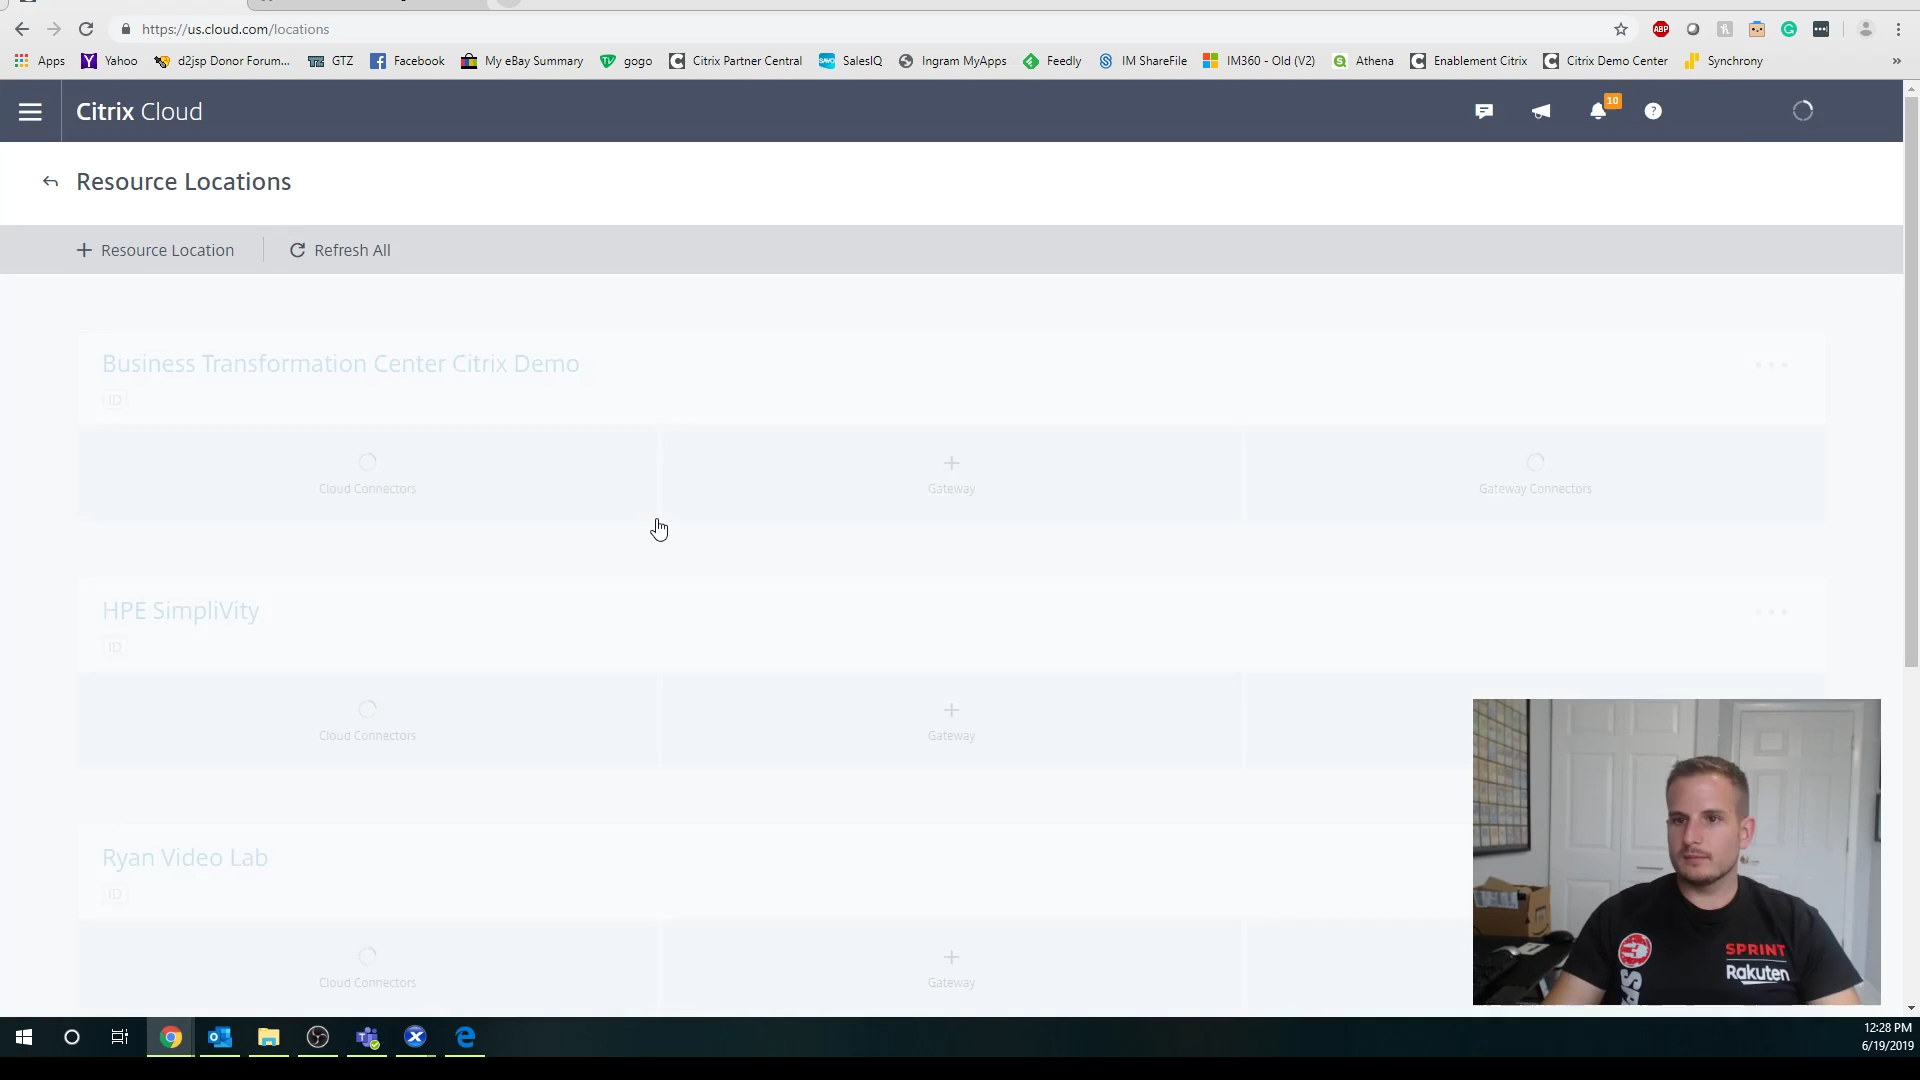 https://us.cloud.com/locations
ABP
Apps Yahoo d2jsp Donor Forum... GTZ Facebook My eBay Summary gogo Citrix Partner Central SalesIQ Ingram MyApps Feedly IM ShareFile IM360 - Old (V2) Athena Enablement Citrix Citrix Demo Center Synchrony »
Citrix Cloud
10
Resource Locations
+ Resource Location
Refresh All
Business Transformation Center Citrix Demo
ID
Cloud Connectors
Gateway
Gateway Connectors
HPE SimpliVity
ID
Cloud Connectors
Gateway
Ryan Video Lab
ID
Cloud Connectors
Gateway
SPRINT
Rakuten
12:28 PM
6/19/2019